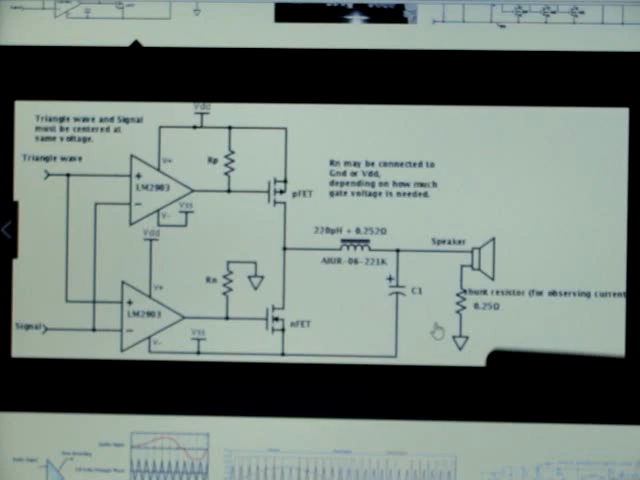 Triangle wave and Signal
must be centered at
same voltage.
Triangle wave
Vdd
Rp
V+
LM2903
V-
Vss
pFET
Rn may be connected to
Gnd or Vdd,
depending on how much
gate voltage is needed.
Vdd
220µH + 0.252Ω
AIUR-06-221K
Speaker
Rn
V+
LM2903
V-
Vss
nFET
C1
hunt resistor (for observing current
0.25Ω
Signal